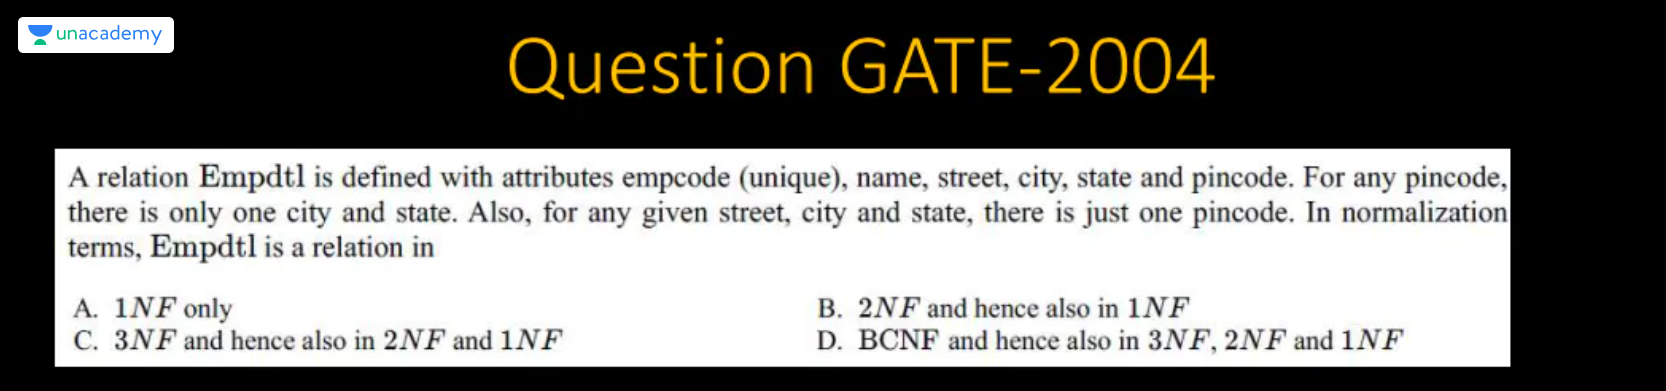 unacademy
Question GATE-2004
A relation Empdtl is defined with attributes empcode (unique), name, street, city, state and pincode. For any pincode,
there is only one city and state. Also, for any given street, city and state, there is just one pincode. In normalization
terms, Empdtl is a relation in
A. 1NF only
B. 2NF and hence also in 1NF
C. 3NF and hence also in 2NF and 1NF
D. BCNF and hence also in 3NF, 2NF and 1NF